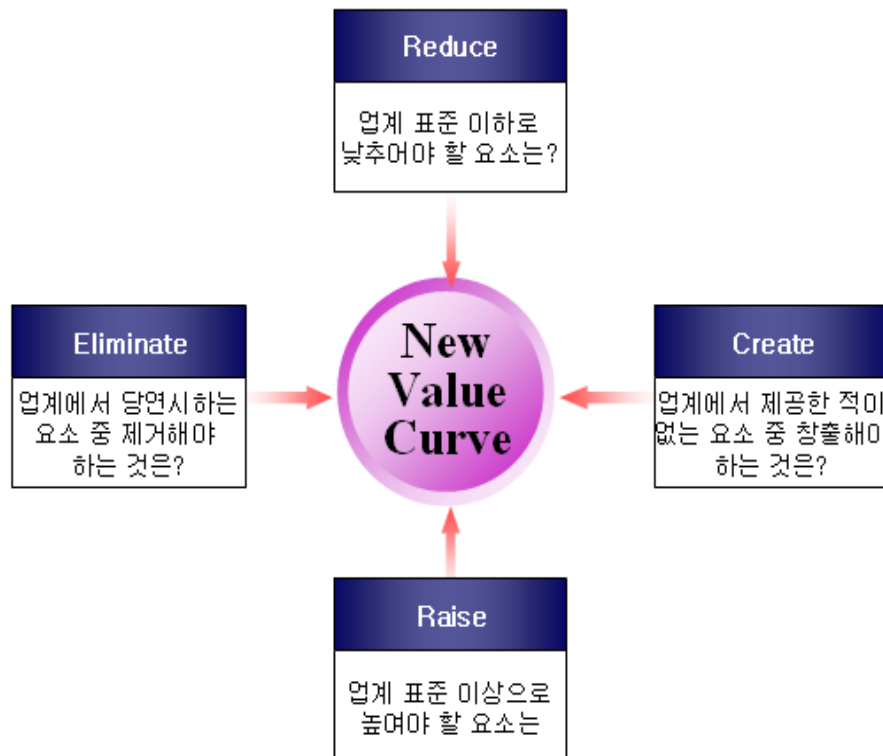 Reduce
업계 표준 이하로
낮추어야 할 요소는?
Eliminate
업계에서 당연시하는
요소 중 제거해야
하는 것은?
New
Value
Curve
Create
업계에서 제공한 적이
없는 요소 중 창출해야
하는 것은?
Raise
업계 표준 이상으로
높여야 할 요소는